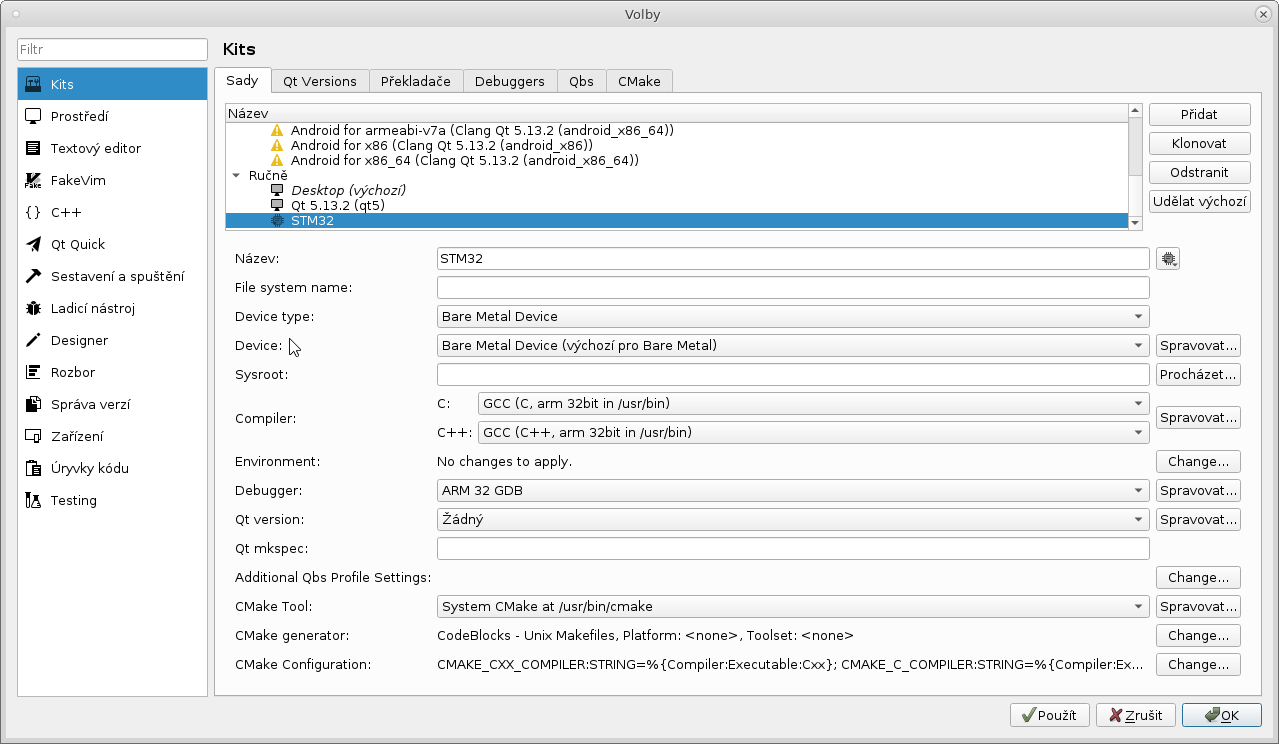 Volby
Filtr
Kits
Prostředí
Textový editor
FakeVim
C++
Qt Quick
Sestavení a spuštění
Ladicí nástroj
Designer
Rozbor
Správa verzí
Zařízení
Úryvky kódu
Testing
Kits
Sady Qt Versions Překladače Debuggers Qbs CMake
Název
Android for armeabi-v7a (Clang Qt 5.13.2 (android_x86_64))
Android for x86 (Clang Qt 5.13.2 (android_x86))
Android for x86_64 (Clang Qt 5.13.2 (android_x86_64))
Ručně
Desktop (výchozí)
Qt 5.13.2 (qt5)
STM32
Přidat
Klonovat
Odstranit
Udělat výchozí
Název: STM32
File system name:
Device type: Bare Metal Device
Device: Bare Metal Device (výchozí pro Bare Metal) Spravovat...
Sysroot: Procházet...
Compiler: C: GCC (C, arm 32bit in /usr/bin)
C++: GCC (C++, arm 32bit in /usr/bin) Spravovat...
Environment: No changes to apply. Change...
Debugger: ARM 32 GDB Spravovat...
Qt version: Žádný Spravovat...
Qt mkspec:
Additional Qbs Profile Settings: Change...
CMake Tool: System CMake at /usr/bin/cmake Spravovat...
CMake generator: CodeBlocks - Unix Makefiles, Platform: <none>, Toolset: <none> Change...
CMake Configuration: CMAKE_CXX_COMPILER:STRING=%{Compiler:Executable:Cxx}; CMAKE_C_COMPILER:STRING=%{Compiler:Ex... Change...
Použít Zrušit OK